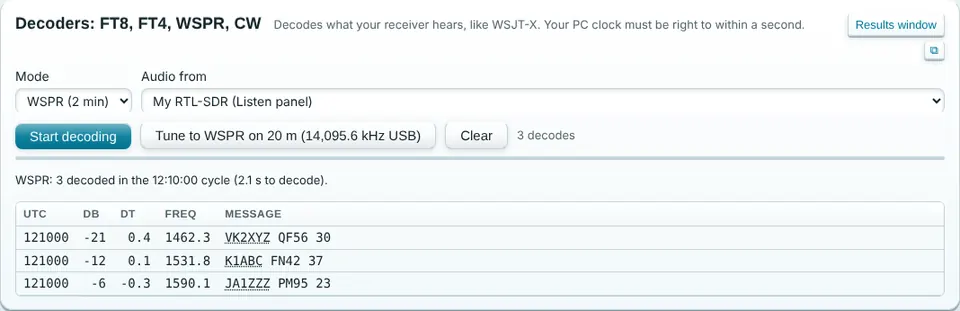 Decoders: FT8, FT4, WSPR, CW Decodes what your receiver hears, like WSJT-X. Your PC clock must be right to within a second. Results window
Mode Audio from
WSPR (2 min) My RTL-SDR (Listen panel)
Start decoding Tune to WSPR on 20 m (14,095.6 kHz USB) Clear 3 decodes
WSPR: 3 decoded in the 12:10:00 cycle (2.1 s to decode).
UTC DB DT FREQ MESSAGE
121000 -21 0.4 1462.3 VK2XYZ QF56 30
121000 -12 0.1 1531.8 K1ABC FN42 37
121000 -6 -0.3 1590.1 JA1ZZZ PM95 23